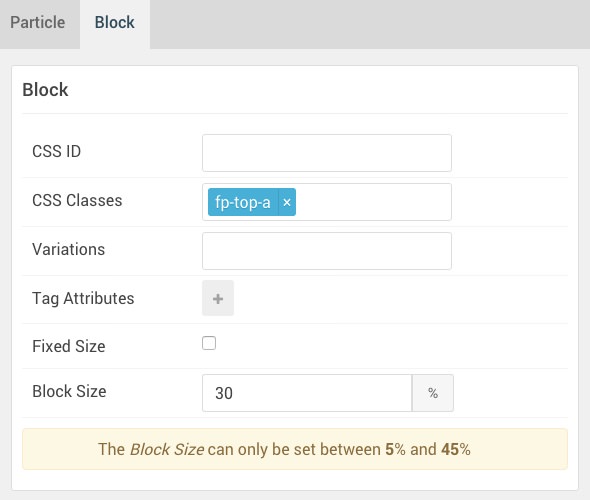 Particle Block
Block
CSS ID
CSS Classes fp-top-a ×
Variations
Tag Attributes +
Fixed Size
Block Size 30 %
The Block Size can only be set between 5% and 45%